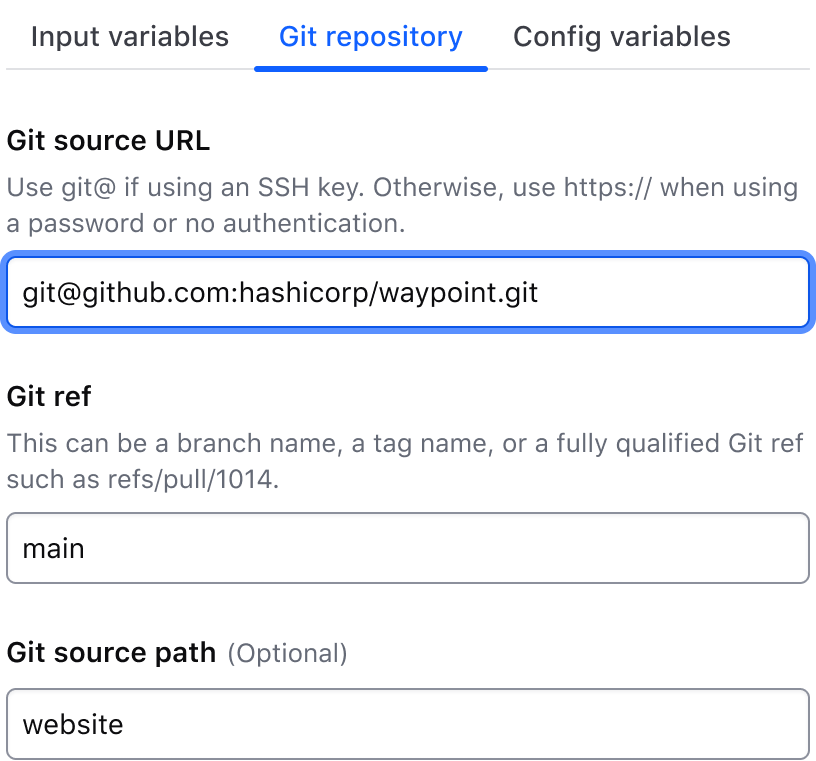 Input variables Git repository Config variables
Git source URL
Use git@ if using an SSH key. Otherwise, use https:// when using
a password or no authentication.
git@github.com:hashicorp/waypoint.git
Git ref
This can be a branch name, a tag name, or a fully qualified Git ref
such as refs/pull/1014.
main
Git source path (Optional)
website